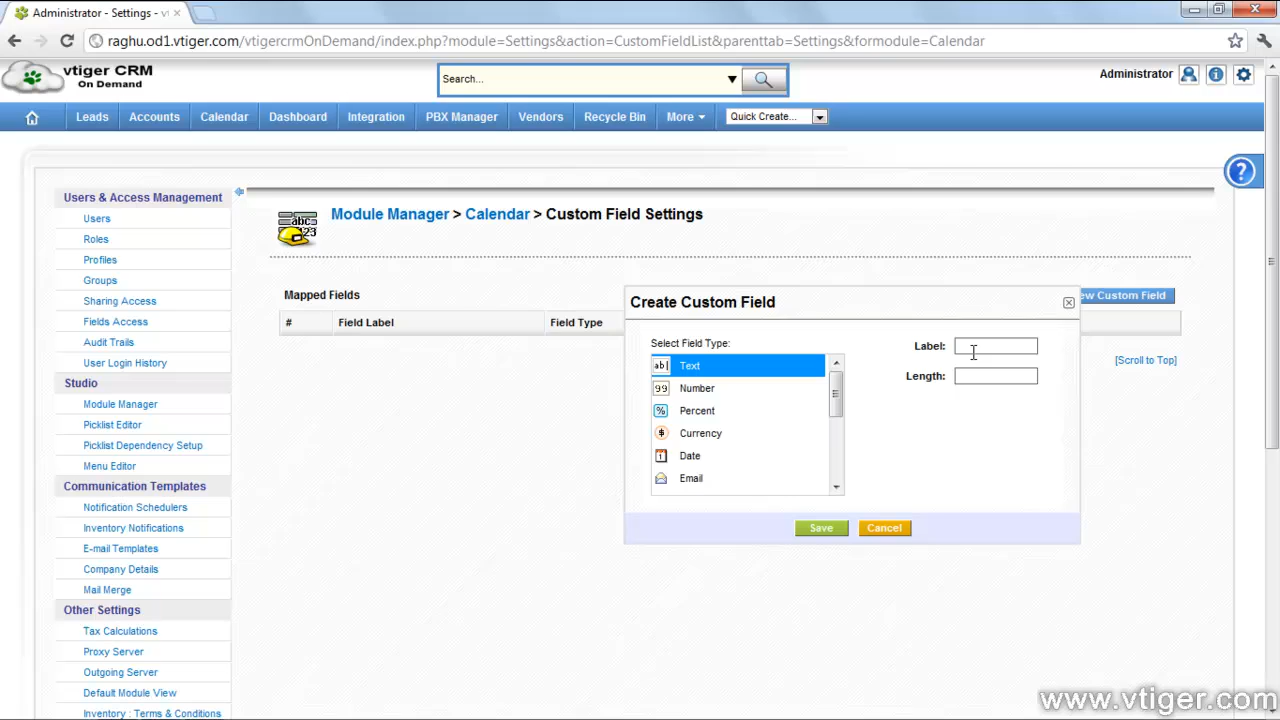 Administrator - Settings - vt
raghu.od1.vtiger.com/vtigercrmOnDemand/index.php?module=Settings&action=CustomFieldList&parenttab=Settings&formodule=Calendar
vtiger CRM
On Demand
Search...
Administrator
Leads Accounts Calendar Dashboard Integration PBX Manager Vendors Recycle Bin More Quick Create...
Users & Access Management
Users
Roles
Profiles
Groups
Sharing Access
Fields Access
Audit Trails
User Login History
Studio
Module Manager
Picklist Editor
Picklist Dependency Setup
Menu Editor
Communication Templates
Notification Schedulers
Inventory Notifications
E-mail Templates
Company Details
Mail Merge
Other Settings
Tax Calculations
Proxy Server
Outgoing Server
Default Module View
Inventory : Terms & Conditions
Module Manager > Calendar > Custom Field Settings
abc
123
Mapped Fields
ew Custom Field
# Field Label Field Type
[Scroll to Top]
Create Custom Field
Select Field Type:
ab| Text
99 Number
% Percent
$ Currency
1 Date
Email
Label:
Length:
Save Cancel
?
www.vtiger.com